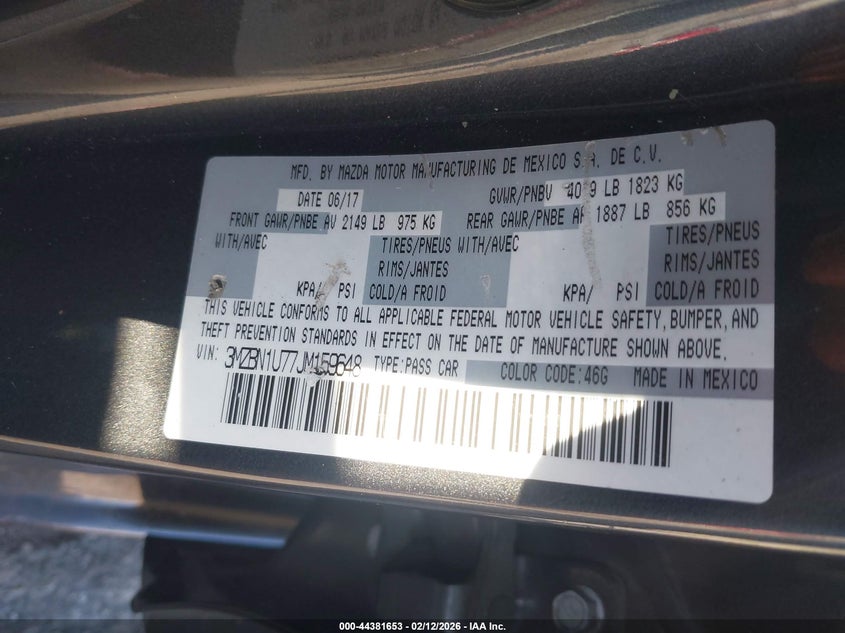 MFD. BY MAZDA MOTOR MANUFACTURING DE MEXICO S.A. DE C.V.
DATE 06/17 GVWR/PNBV LB 1823 KG
FRONT GAWR/PNBE AV 2149 LB 975 KG REAR GAWR/PNBE AR 1887 LB 856 KG
WITH/AVEC TIRES/PNEUS WITH/AVEC TIRES/PNEUS
RIMS/JANTES RIMS/JANTES
KPA/ PSI COLD/A FROID KPA/ PSI COLD/A FROID
THIS VEHICLE CONFORMS TO ALL APPLICABLE FEDERAL MOTOR VEHICLE SAFETY, BUMPER, AND
THEFT PREVENTION STANDARDS IN EFFECT ON THE DATE OF MANUFACTURE SHOWN ABOVE.
VIN: 3MZBN1U77JM159648 TYPE:PASS CAR COLOR CODE:46G MADE IN MEXICO
000-44381653 - 02/12/2026 - IAA Inc.